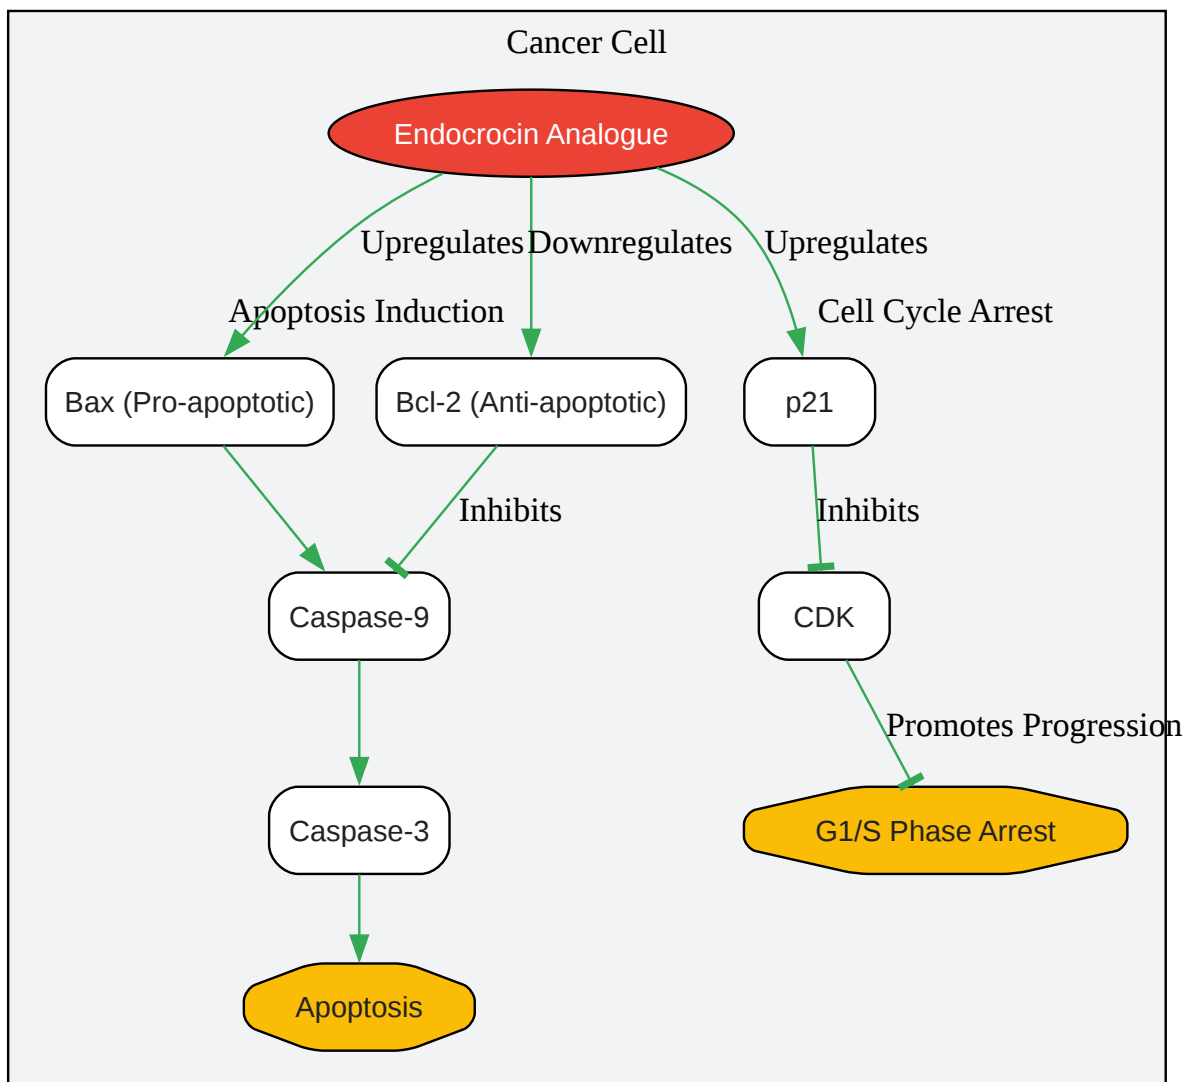 Cancer Cell
Endocrocin Analogue
Upregulates
Downregulates
Upregulates
Apoptosis Induction
Cell Cycle Arrest
Bax (Pro-apoptotic)
Bcl-2 (Anti-apoptotic)
p21
Inhibits
Inhibits
Caspase-9
CDK
Promotes Progression
Caspase-3
G1/S Phase Arrest
Apoptosis